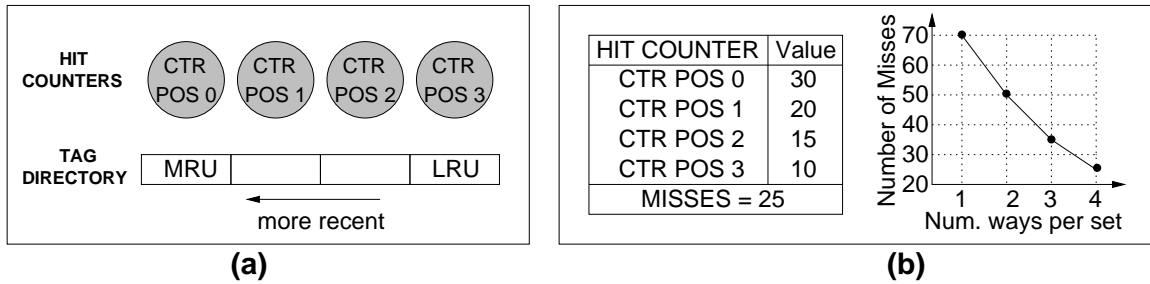 HIT
COUNTERS
CTR
POS 0
CTR
POS 1
CTR
POS 2
CTR
POS 3
TAG
DIRECTORY
MRU
LRU
more recent
(a)
HIT COUNTER Value
CTR POS 0 30
CTR POS 1 20
CTR POS 2 15
CTR POS 3 10
MISSES = 25
Number of Misses
70
60
50
40
30
20
1 2 3 4
Num. ways per set
(b)